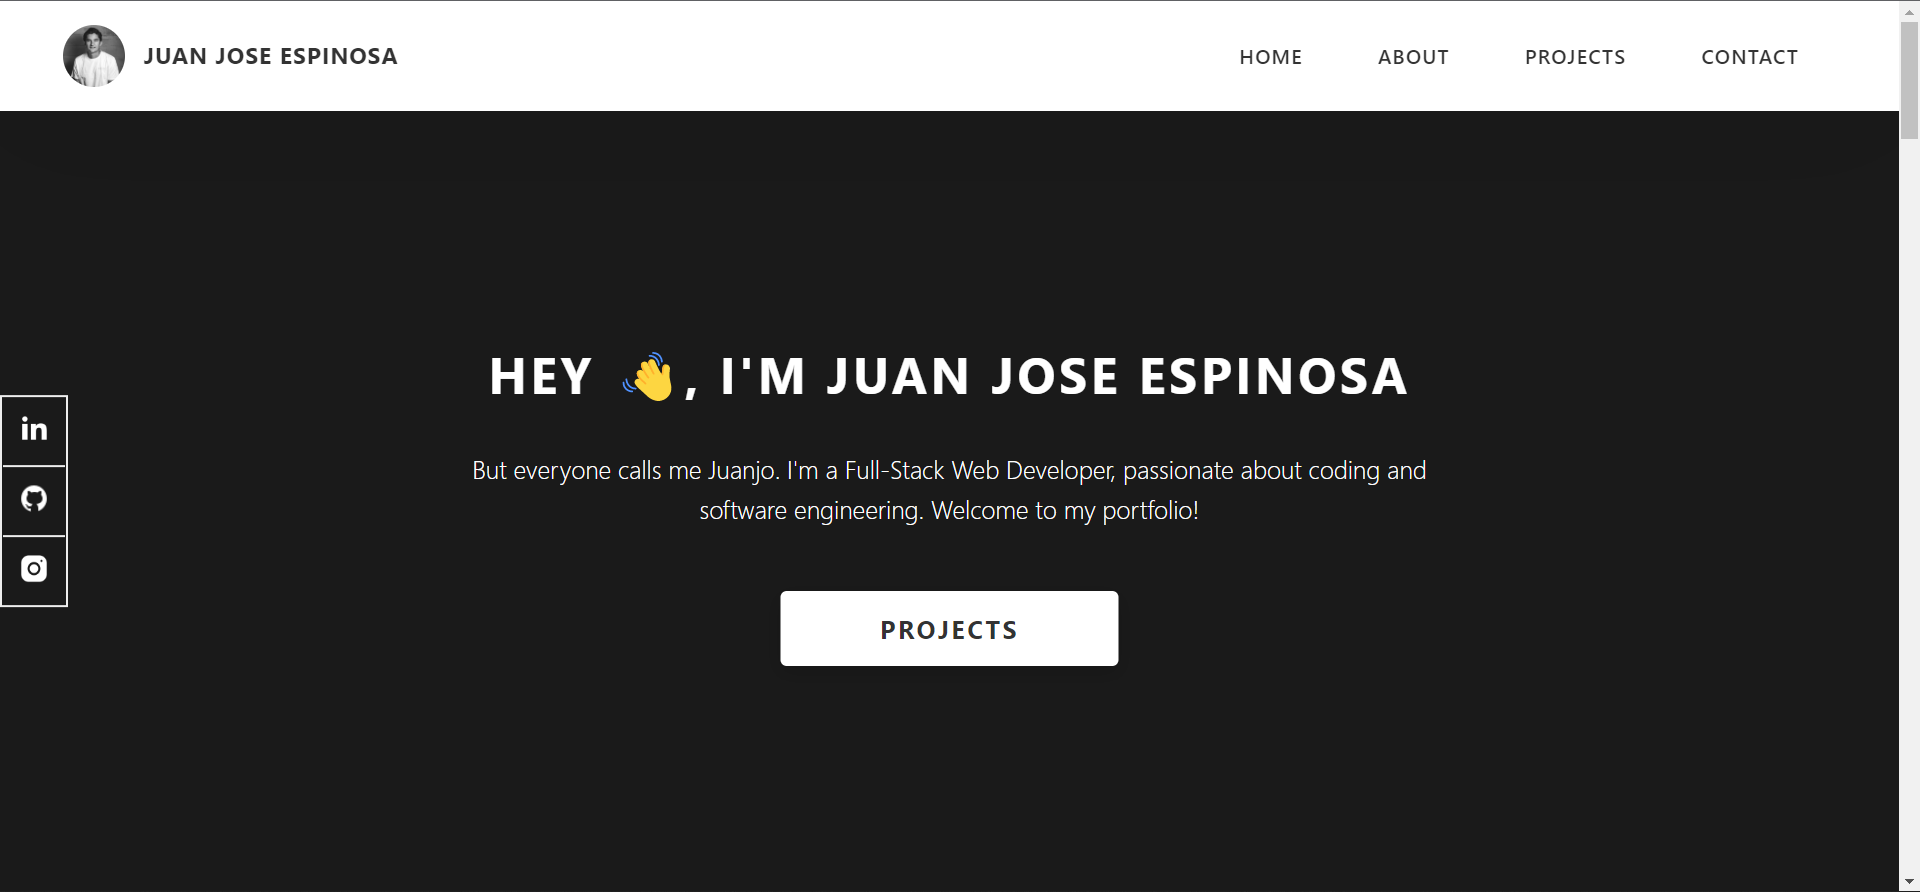 JUAN JOSE ESPINOSA
HOME ABOUT PROJECTS CONTACT
HEY 👋, I'M JUAN JOSE ESPINOSA
But everyone calls me Juanjo. I'm a Full-Stack Web Developer, passionate about coding and
software engineering. Welcome to my portfolio!
in
PROJECTS